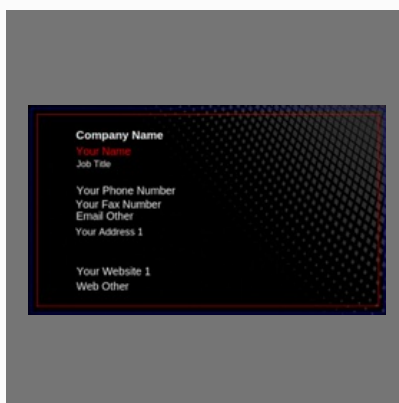 Company Name
Your Name
Job Title
Your Phone Number
Your Fax Number
Email Other
Your Address 1
Your Website 1
Web Other